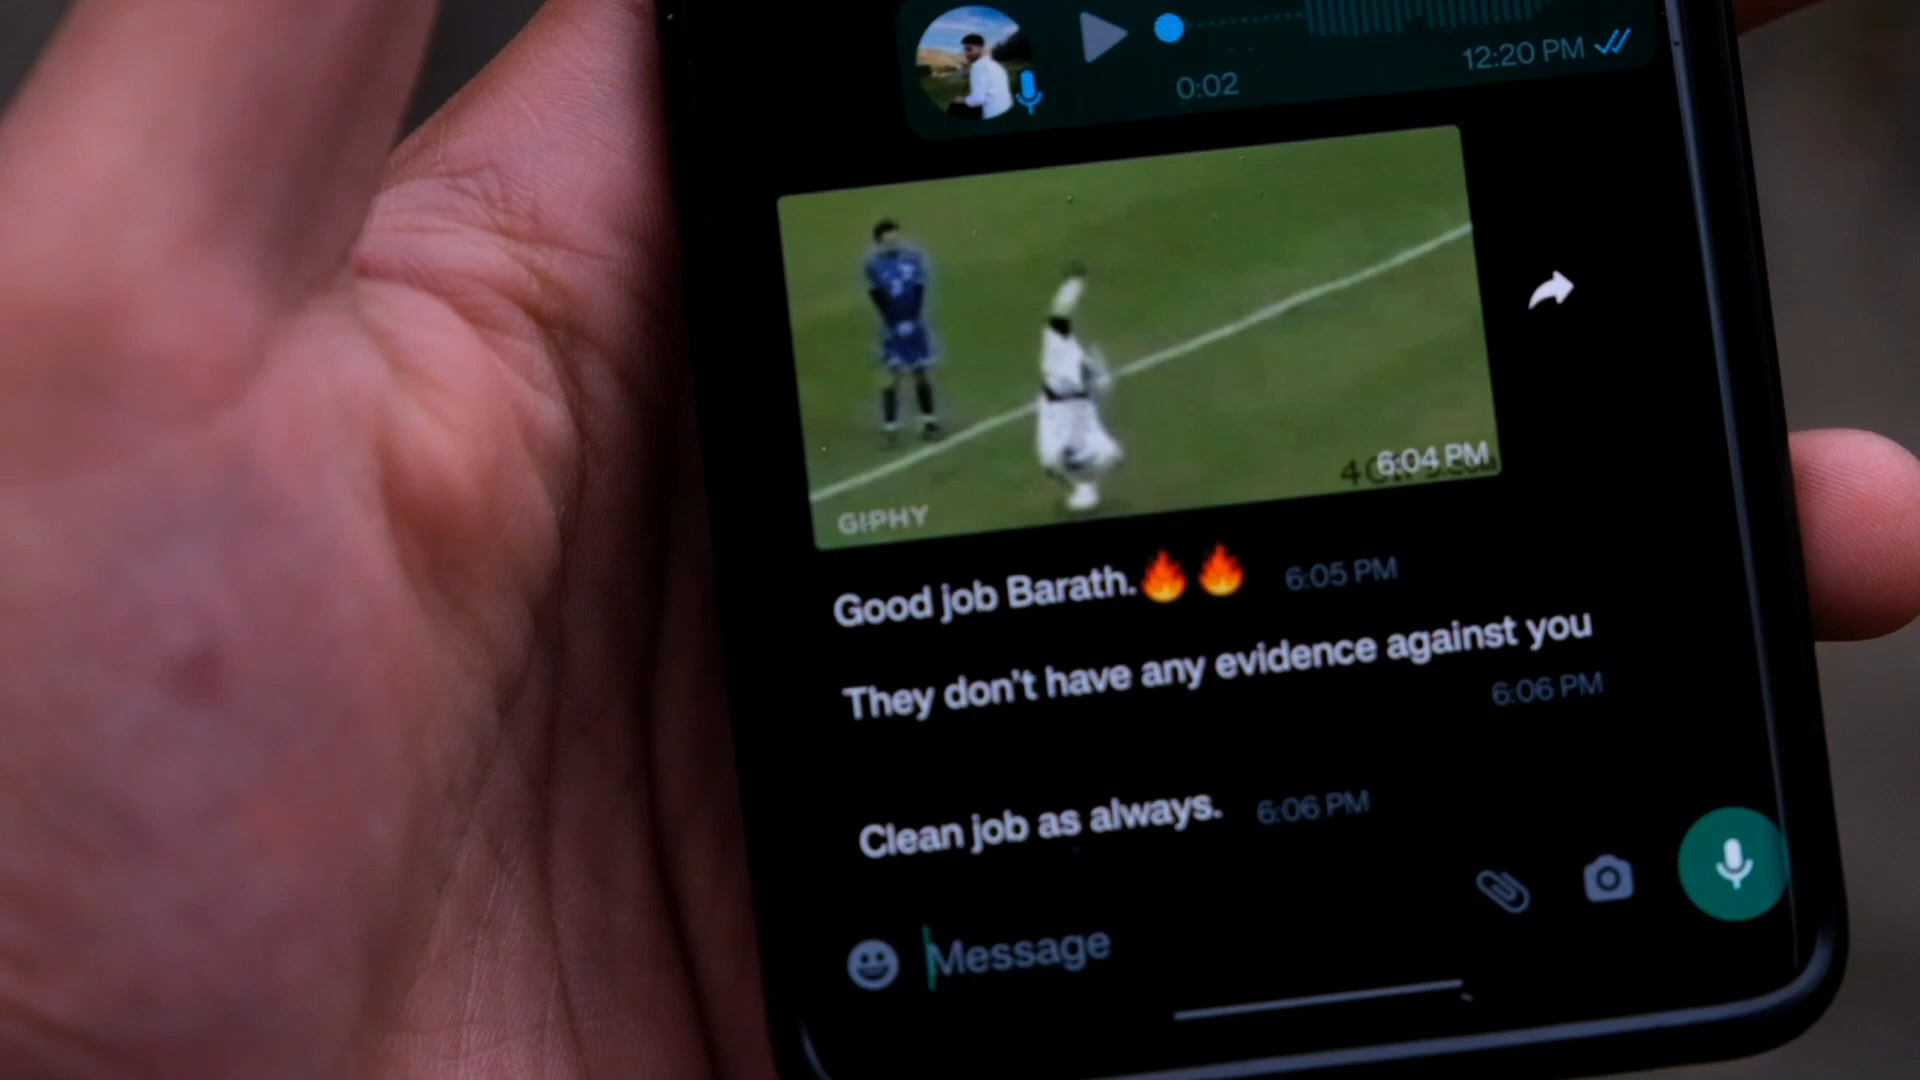 12:20 PM
0:02
6:04 PM
GIPHY
Good job Barath.🔥🔥 6:05 PM
They don't have any evidence against you
6:06 PM
Clean job as always. 6:06 PM
Message